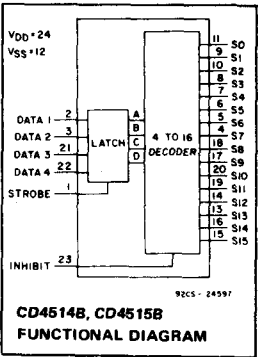 VDD = 24
VSS = 12
DATA 1 2
DATA 2 3
DATA 3 21
DATA 4 22
STROBE 1
INHIBIT 23
LATCH
A
B
C
D
4 TO 16
DECODER
11 S0
9 S1
10 S2
8 S3
7 S4
6 S5
5 S6
4 S7
18 S8
17 S9
20 S10
19 S11
14 S12
13 S13
16 S14
15 S15
92CS - 24597
CD4514B, CD4515B
FUNCTIONAL DIAGRAM